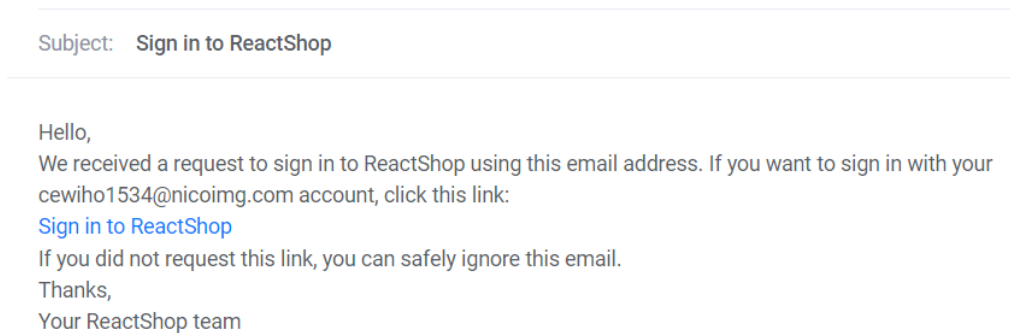 Subject: Sign in to ReactShop
Hello,
We received a request to sign in to ReactShop using this email address. If you want to sign in with your
cewiho1534@nicoimg.com account, click this link:
Sign in to ReactShop
If you did not request this link, you can safely ignore this email.
Thanks,
Your ReactShop team